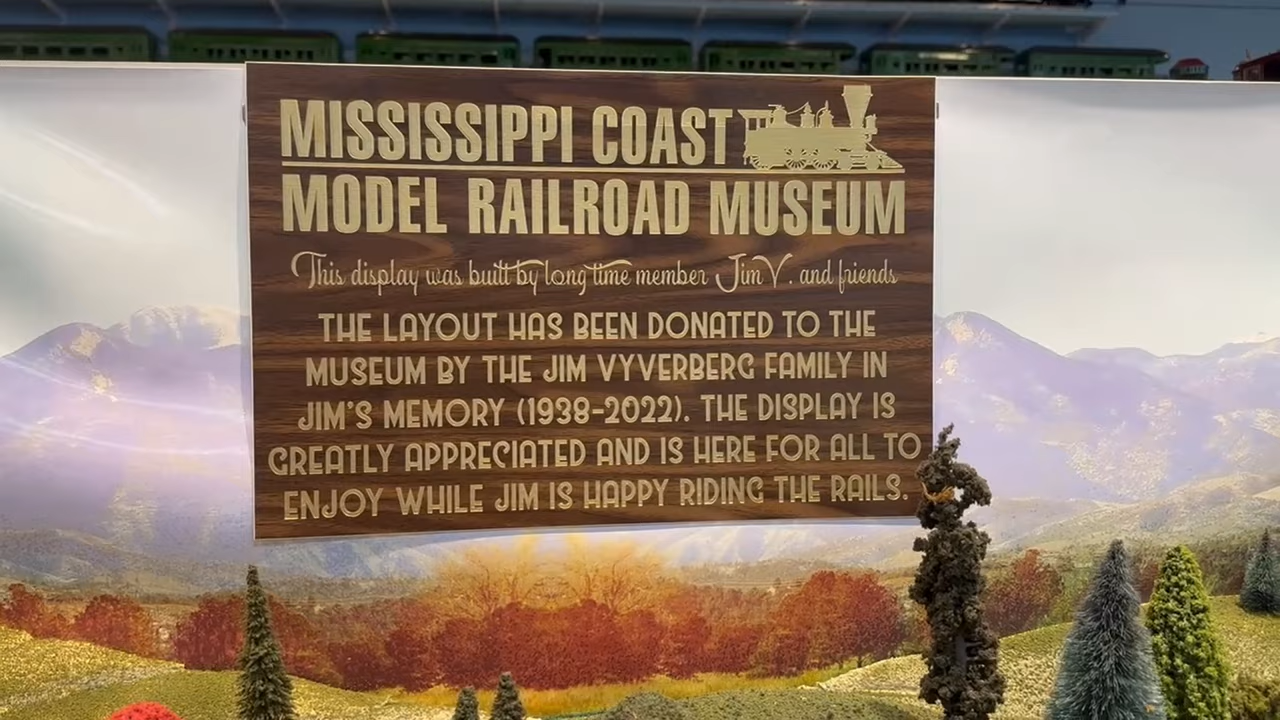 MISSISSIPPI COAST
MODEL RAILROAD MUSEUM
This display was built by long time member Jim V. and friends
THE LAYOUT HAS BEEN DONATED TO THE
MUSEUM BY THE JIM VYVERBERG FAMILY IN
JIM'S MEMORY (1938-2022). THE DISPLAY IS
GREATLY APPRECIATED AND IS HERE FOR ALL TO
ENJOY WHILE JIM IS HAPPY RIDING THE RAILS.